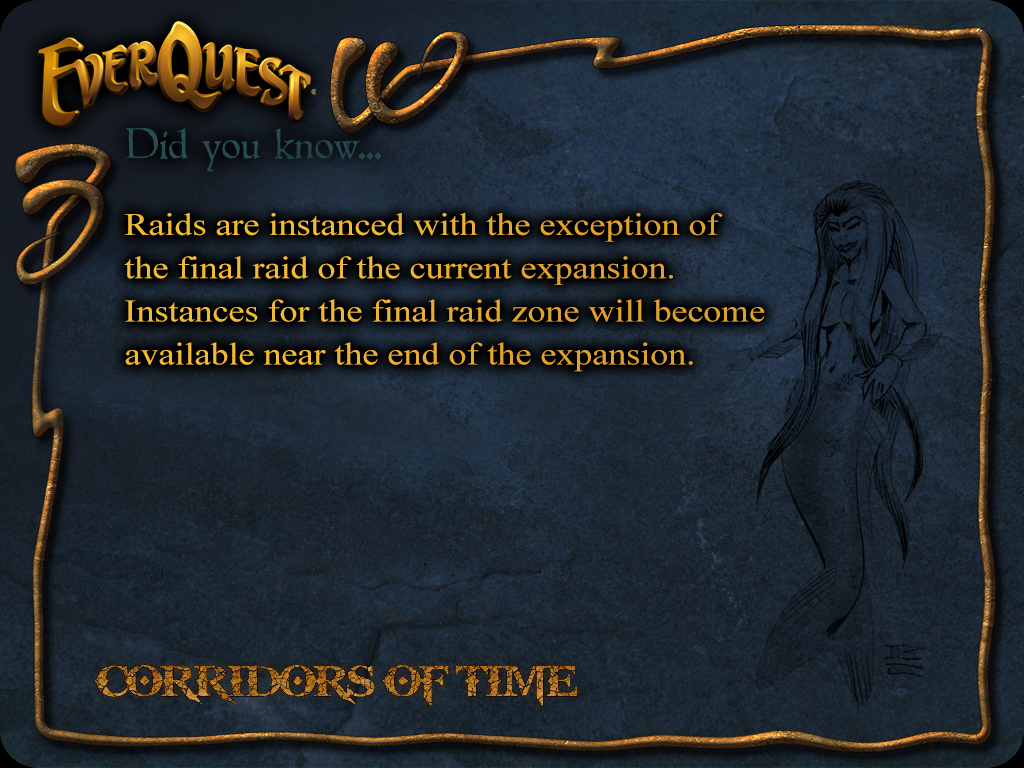 EVERQUEST
Did you know...
Raids are instanced with the exception of
the final raid of the current expansion.
Instances for the final raid zone will become
available near the end of the expansion.
CORRIDORS OF TIME